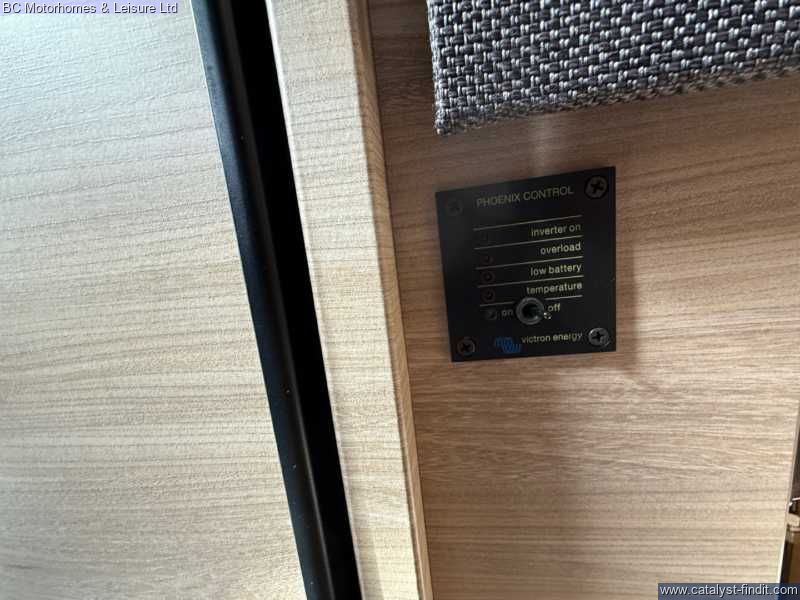 BC Motorhomes & Leisure Ltd
PHOENIX CONTROL
inverter on
overload
low battery
temperature
on off
victron energy
www.catalyst-findit.com